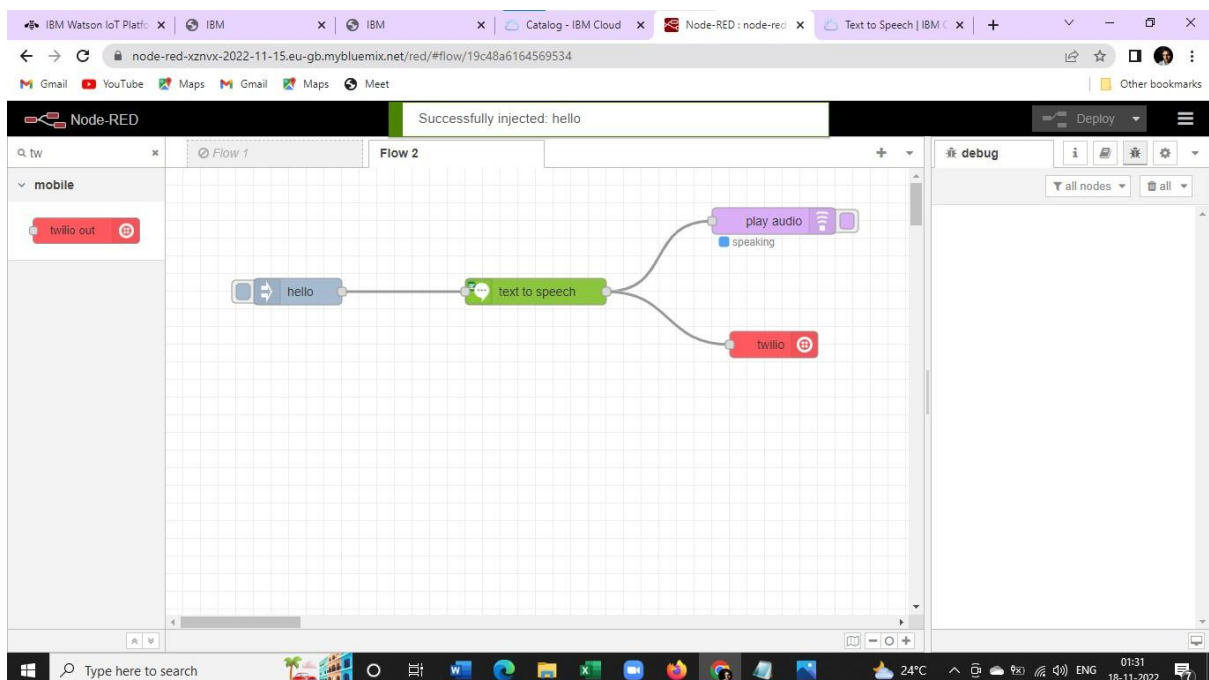 IBM Watson IoT Platfo
IBM
IBM
Catalog - IBM Cloud
Node-RED : node-red
Text to Speech | IBM C
node-red-xznvx-2022-11-15.eu-gb.mybluemix.net/red/#flow/19c48a6164569534
Gmail YouTube Maps Gmail Maps Meet Other bookmarks
Node-RED
Successfully injected: hello
Deploy
tw
Flow 1
Flow 2
debug
mobile
all nodes
all
twilio out
play audio
speaking
hello
text to speech
twilio
Type here to search
24°C
ENG
01:31
18-11-2022